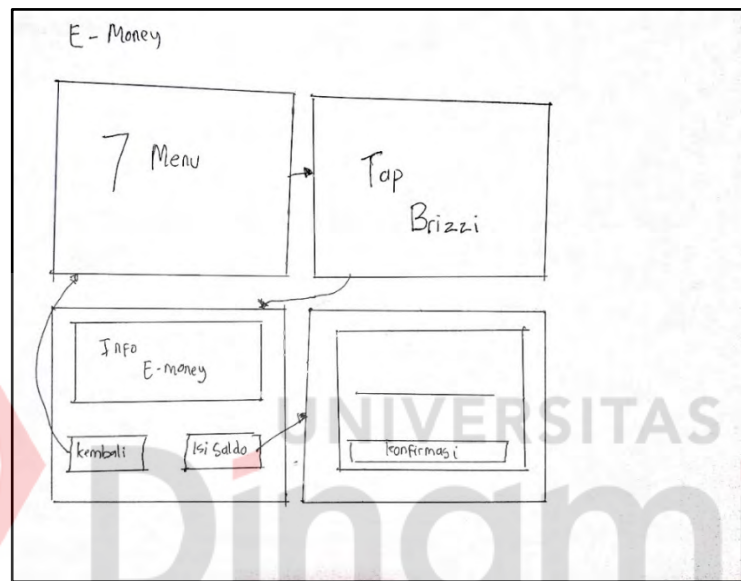 E - Money
7 Menu
Tap
Brizzi
Info
E-money
kembali
Isi Saldo
konfirmasi
UNIVERSITAS
Dinam